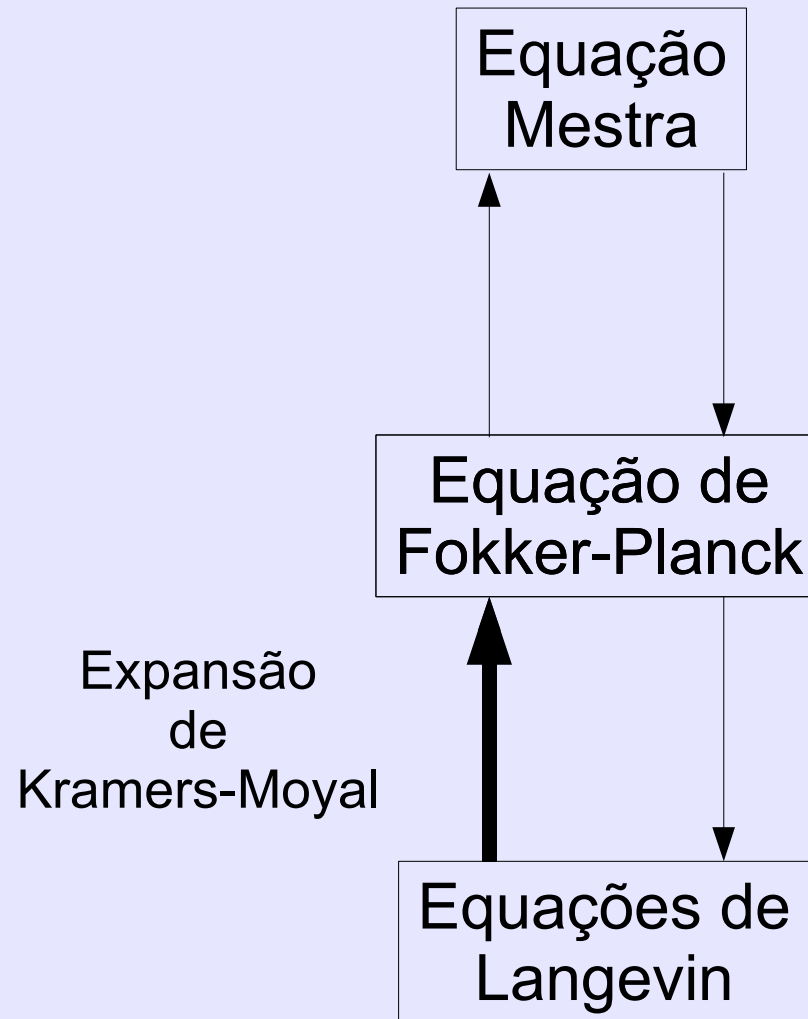 Equação
Mestra
Equação de
Fokker-Planck
Expansão
de
Kramers-Moyal
Equações de
Langevin